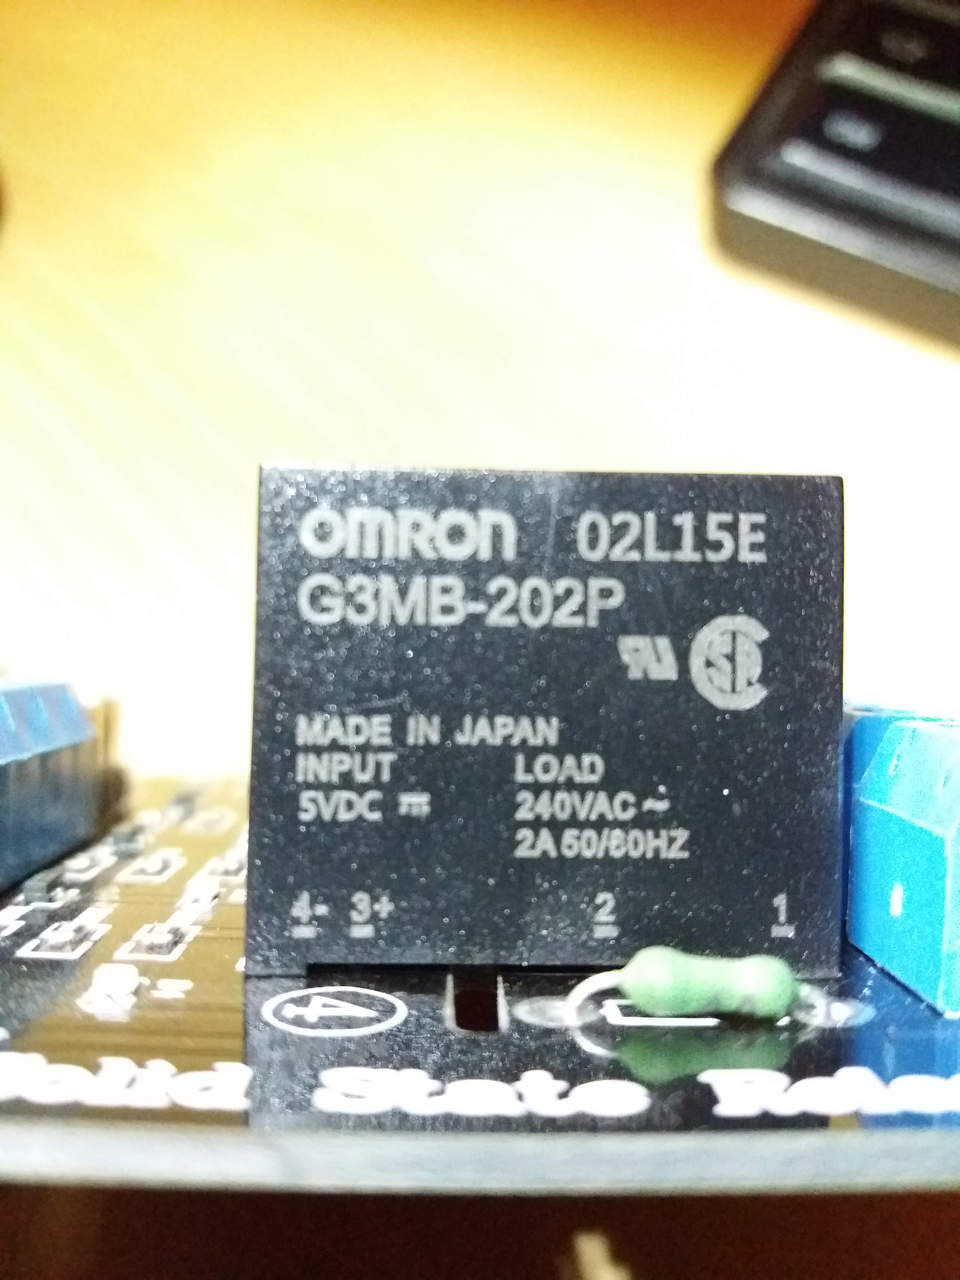 OMRON 02L15E
G3MB-202P
MADE IN JAPAN
INPUT LOAD
5VDC 240VAC~
2A 50/60HZ
4- 3+ 2 1
4
Solid State Relay